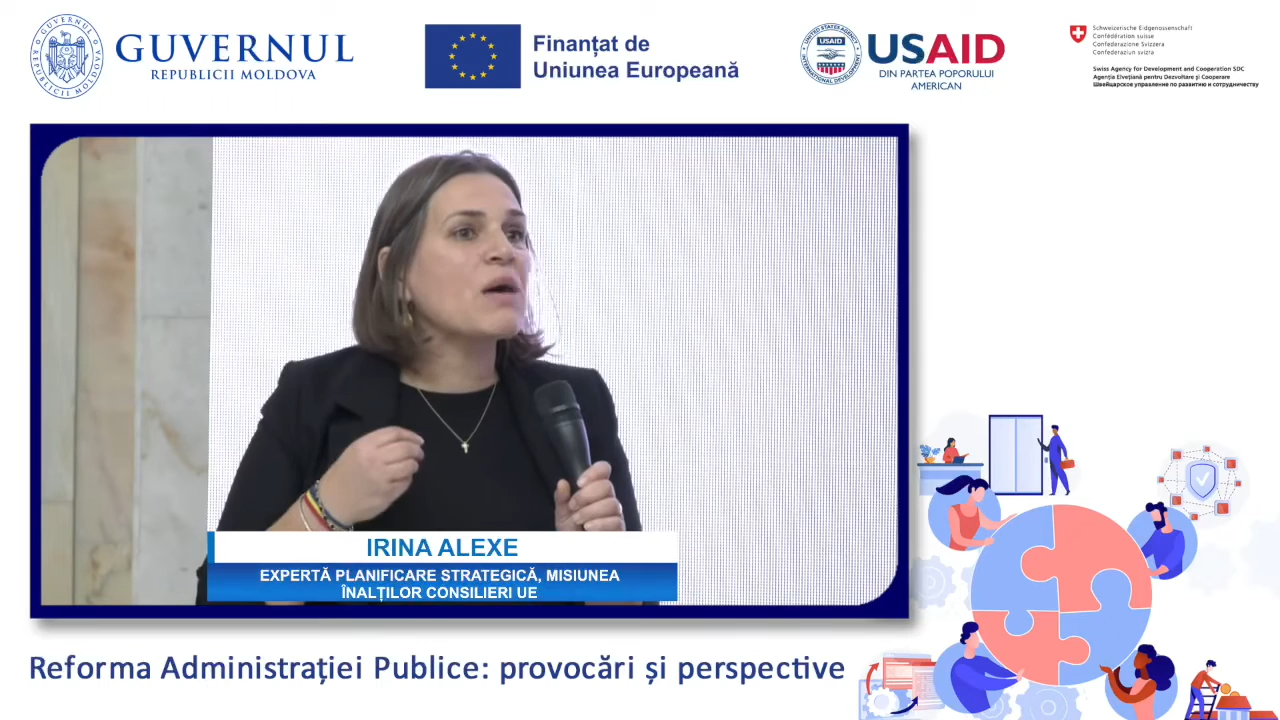 GUVERNUL
REPUBLICII MOLDOVA
Finanțat de
Uniunea Europeană
USAID
USAID
DIN PARTEA POPORULUI
AMERICAN
Schweizerische Eidgenossenschaft
Confédération suisse
Confederazione Svizzera
Confederaziun svizra
Swiss Agency for Development and Cooperation SDC
Agenția Elvețiană pentru Dezvoltare și Cooperare
Швейцарское управление по развитию и сотрудничеству
IRINA ALEXE
EXPERTĂ PLANIFICARE STRATEGICĂ, MISIUNEA
ÎNALȚILOR CONSILIERI UE
Reforma Administrației Publice: provocări și perspective